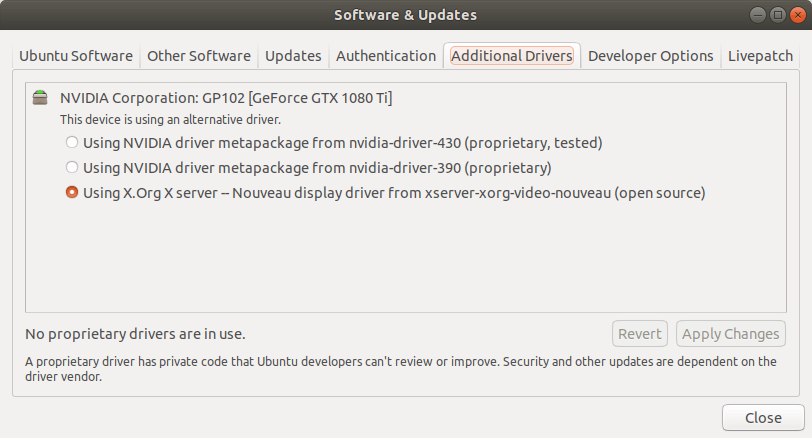 Software & Updates
Ubuntu Software Other Software Updates Authentication Additional Drivers Developer Options Livepatch
NVIDIA Corporation: GP102 [GeForce GTX 1080 Ti]
This device is using an alternative driver.
Using NVIDIA driver metapackage from nvidia-driver-430 (proprietary, tested)
Using NVIDIA driver metapackage from nvidia-driver-390 (proprietary)
Using X.Org X server -- Nouveau display driver from xserver-xorg-video-nouveau (open source)
No proprietary drivers are in use. Revert Apply Changes
A proprietary driver has private code that Ubuntu developers can't review or improve. Security and other updates are dependent on the
driver vendor.
Close